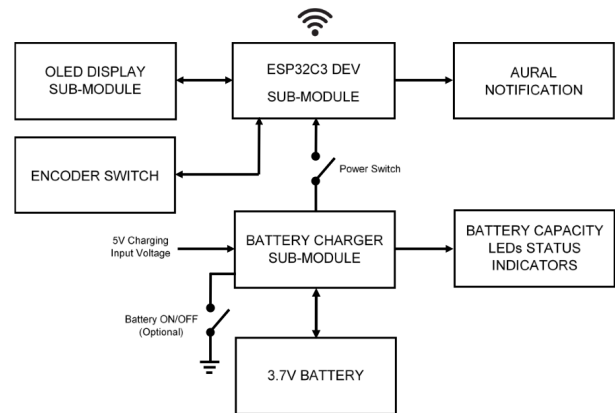 OLED DISPLAY
SUB-MODULE
ESP32C3 DEV
SUB-MODULE
AURAL
NOTIFICATION
ENCODER SWITCH
Power Switch
5V Charging
Input Voltage
BATTERY CHARGER
SUB-MODULE
BATTERY CAPACITY
LEDs STATUS
INDICATORS
Battery ON/OFF
(Optional)
3.7V BATTERY